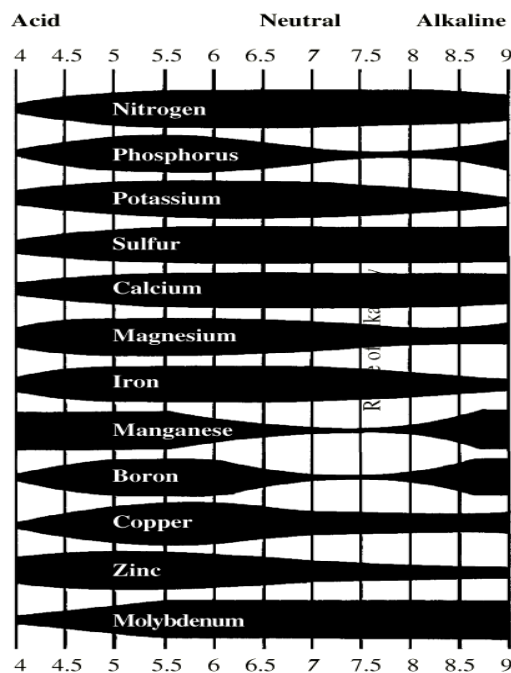 Acid Neutral Alkaline
4 4.5 5 5.5 6 6.5 7 7.5 8 8.5 9
Nitrogen
Phosphorus
Potassium
Sulfur
Calcium
Magnesium
Iron
Manganese
Boron
Copper
Zinc
Molybdenum
4 4.5 5 5.5 6 6.5 7 7.5 8 8.5 9